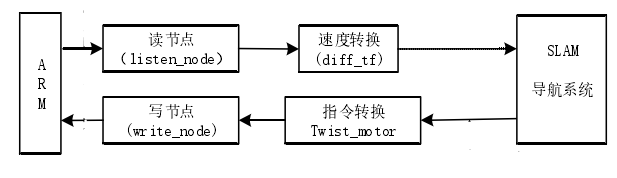 ARM
读节点
(listen_node)
速度转换
(diff_tf)
SLAM
导航系统
写节点
(write_node)
指令转换
Twist_motor